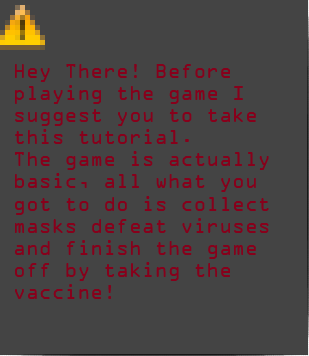 Hey There! Before
playing the game I
suggest you to take
this tutorial.
The game is actually
basic, all what you
got to do is collect
masks defeat viruses
and finish the game
off by taking the
vaccine!